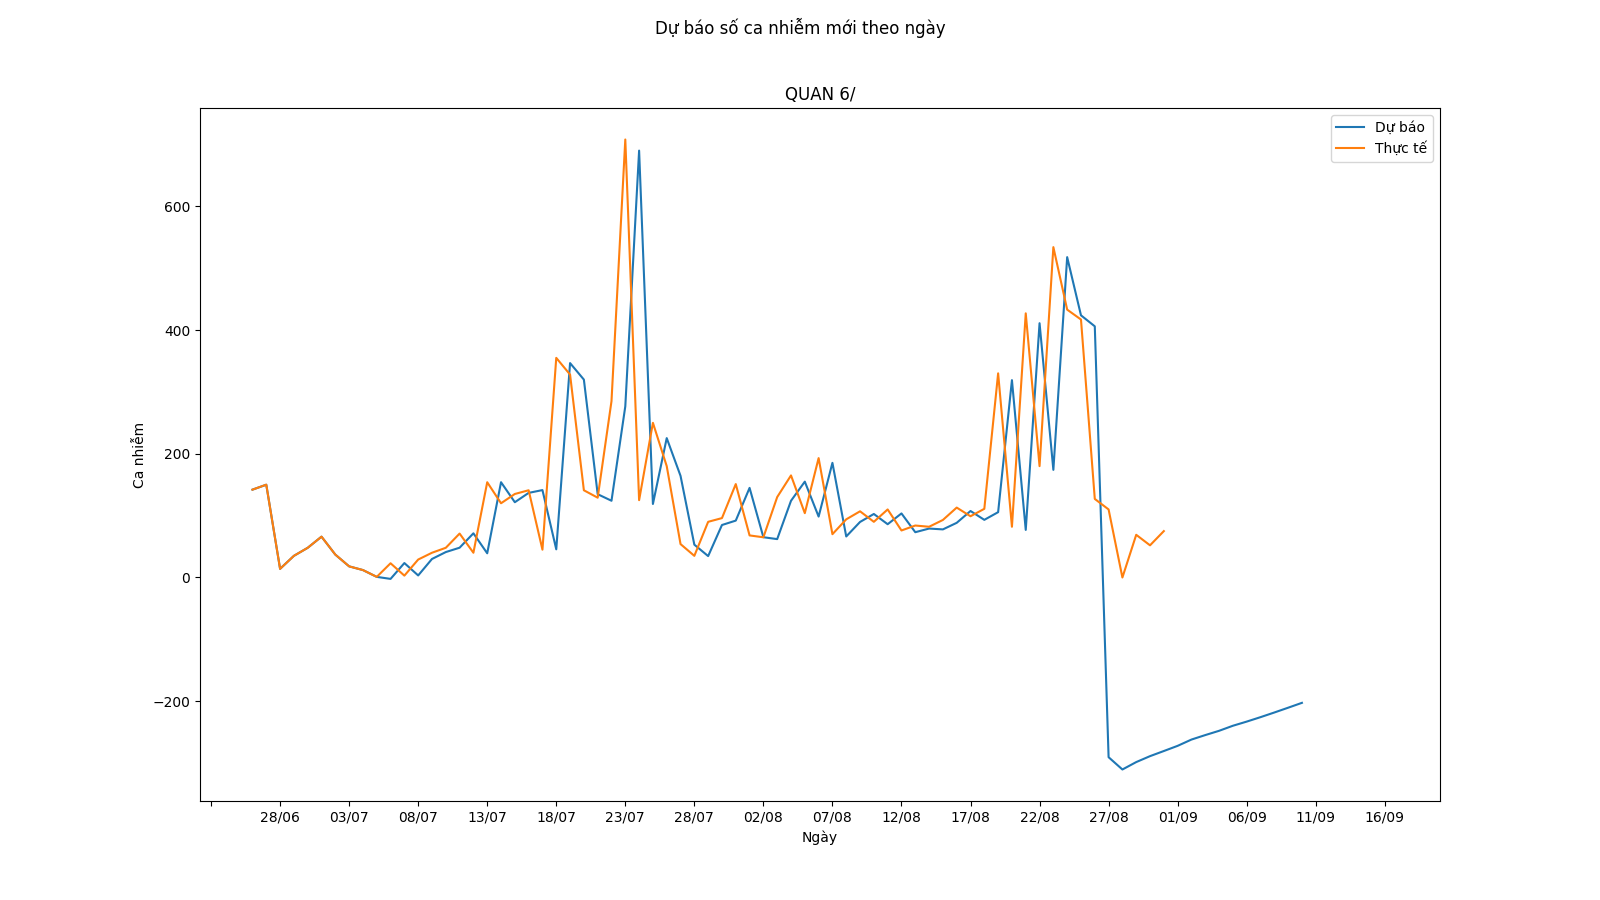 Dự báo số ca nhiễm mới theo ngày
QUAN 6/
Dự báo
Thực tế
600
400
200
0
−200
Ca nhiễm
28/06 03/07 08/07 13/07 18/07 23/07 28/07 02/08 07/08 12/08 17/08 22/08 27/08 01/09 06/09 11/09 16/09
Ngày